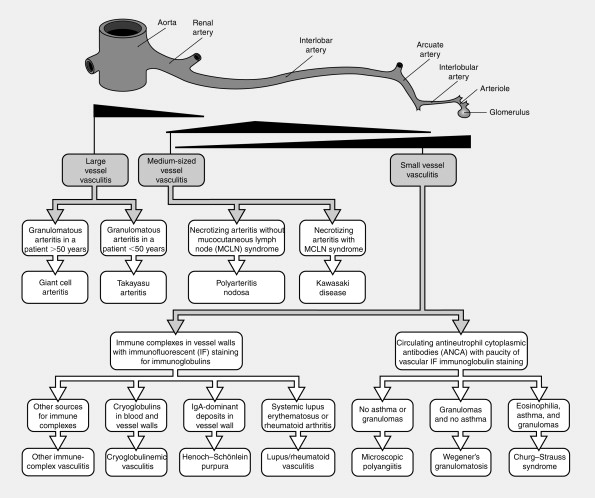 Aorta
Renal
artery
Interlobar
artery
Arcuate
artery
Interlobular
artery
Arteriole
Glomerulus
Large
vessel
vasculitis
Medium-sized
vessel
vasculitis
Small vessel
vasculitis
Granulomatous
arteritis in a
patient >50 years
Granulomatous
arteritis in a
patient <50 years
Necrotizing arteritis without
mucocutaneous lymph
node (MCLN) syndrome
Necrotizing
arteritis with
MCLN syndrome
Giant cell
arteritis
Takayasu
arteritis
Polyarteritis
nodosa
Kawasaki
disease
Immune complexes in vessel walls
with immunofluorescent (IF) staining
for immunoglobulins
Circulating antineutrophil cytoplasmic
antibodies (ANCA) with paucity of
vascular IF immunoglobulin staining
Other sources
for immune
complexes
Cryoglobulins
in blood and
vessel walls
IgA-dominant
deposits in
vessel wall
Systemic lupus
erythematosus or
rheumatoid arthritis
No asthma or
granulomas
Granulomas
and no asthma
Eosinophilia,
asthma, and
granulomas
Other immune-
complex vasculitis
Cryoglobulinemic
vasculitis
Henoch–Schönlein
purpura
Lupus/rheumatoid
vasculitis
Microscopic
polyangiitis
Wegener's
granulomatosis
Churg–Strauss
syndrome